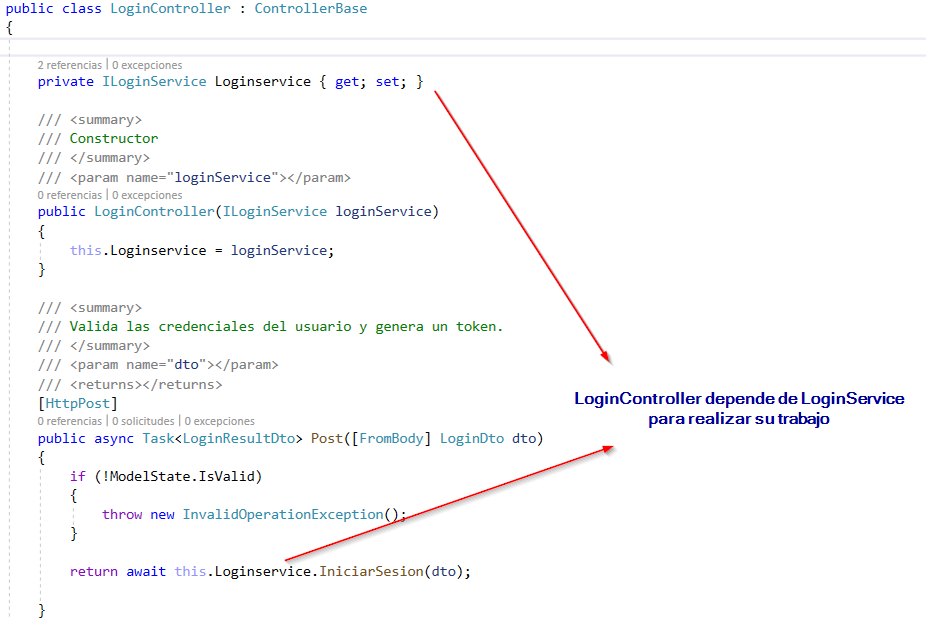 public class LoginController : ControllerBase
{
2 referencias | 0 excepciones
private ILoginService Loginservice { get; set; }
/// <summary>
/// Constructor
/// </summary>
/// <param name="loginService"></param>
0 referencias | 0 excepciones
public LoginController(ILoginService loginService)
{
this.Loginservice = loginService;
}
/// <summary>
/// Valida las credenciales del usuario y genera un token.
/// </summary>
/// <param name="dto"></param>
/// <returns></returns>
[HttpPost]
0 referencias | 0 solicitudes | 0 excepciones
public async Task<LoginResultDto> Post([FromBody] LoginDto dto)
{
if (!ModelState.IsValid)
{
throw new InvalidOperationException();
}
return await this.Loginservice.IniciarSesion(dto);
}
LoginController depende de LoginService
para realizar su trabajo